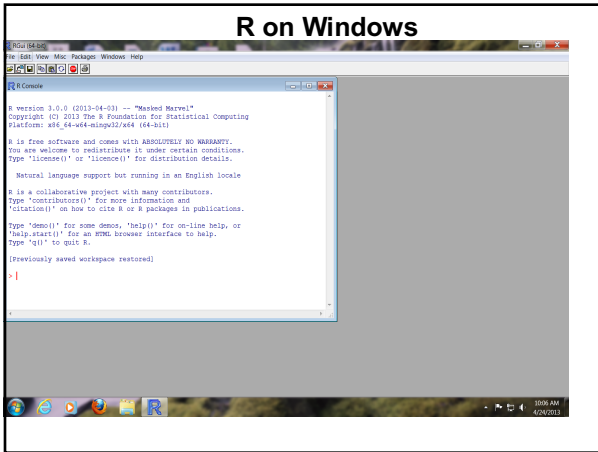 R on Windows
RGui (64-bit)
File Edit View Misc Packages Windows Help
R Console
R version 3.0.0 (2013-04-03) -- "Masked Marvel"
Copyright (C) 2013 The R Foundation for Statistical Computing
Platform: x86_64-w64-mingw32/x64 (64-bit)
R is free software and comes with ABSOLUTELY NO WARRANTY.
You are welcome to redistribute it under certain conditions.
Type 'license()' or 'licence()' for distribution details.
Natural language support but running in an English locale
R is a collaborative project with many contributors.
Type 'contributors()' for more information and
'citation()' on how to cite R or R packages in publications.
Type 'demo()' for some demos, 'help()' for on-line help, or
'help.start()' for an HTML browser interface to help.
Type 'q()' to quit R.
[Previously saved workspace restored]
>
R
10:06 AM
4/24/2013